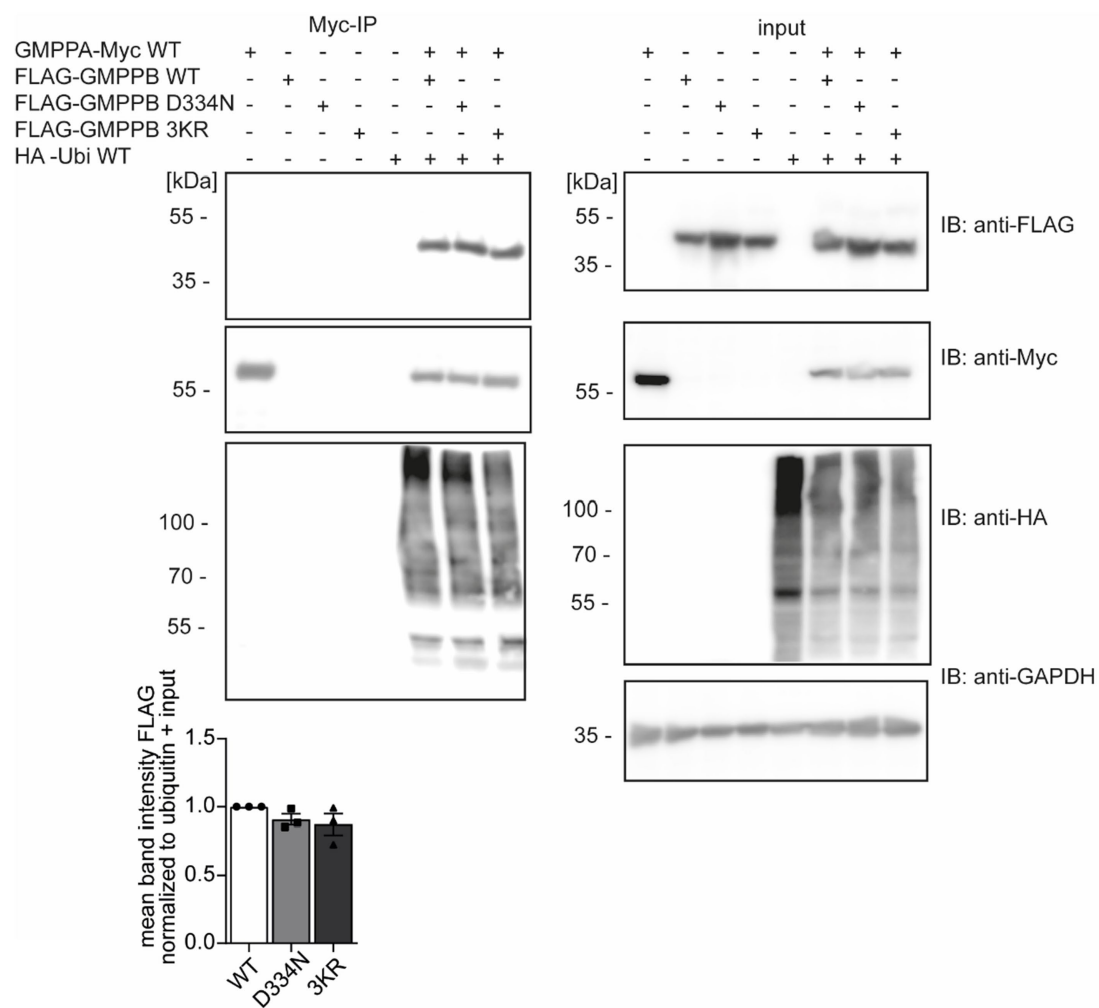 Myc-IP input
GMPPA-Myc WT + - - - - + + + + - - - - + + +
FLAG-GMPPB WT - + - - - + - - - + - - - + - -
FLAG-GMPPB D334N - - + - - - + - - - + - - - + -
FLAG-GMPPB 3KR - - - + - - - + - - - + - - - +
HA -Ubi WT - - - - + + + + - - - - + + + +
[kDa] [kDa]
55 - 55 - IB: anti-FLAG
35 - 35 -
55 - 55 - IB: anti-Myc
100 - 100 - IB: anti-HA
70 - 70 -
55 - 55 -
IB: anti-GAPDH
35 -
mean band intensity FLAG
normalized to ubiquitin + input
1.5
1.0
0.5
0.0
WT D334N 3KR